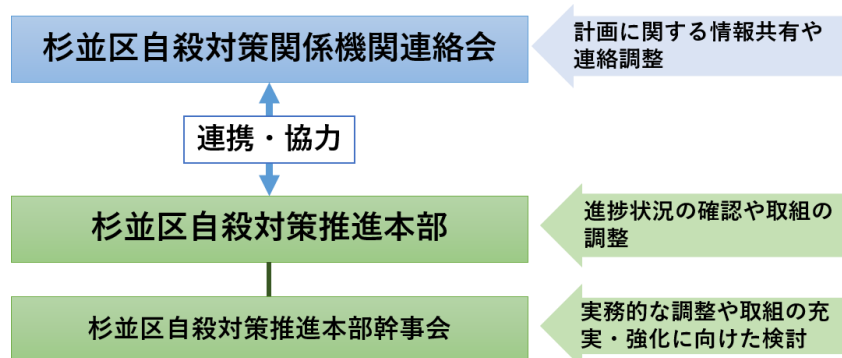 杉並区自殺対策関係機関連絡会
計画に関する情報共有や
連絡調整
連携・協力
杉並区自殺対策推進本部
進捗状況の確認や取組の
調整
杉並区自殺対策推進本部幹事会
実務的な調整や取組の充
実・強化に向けた検討